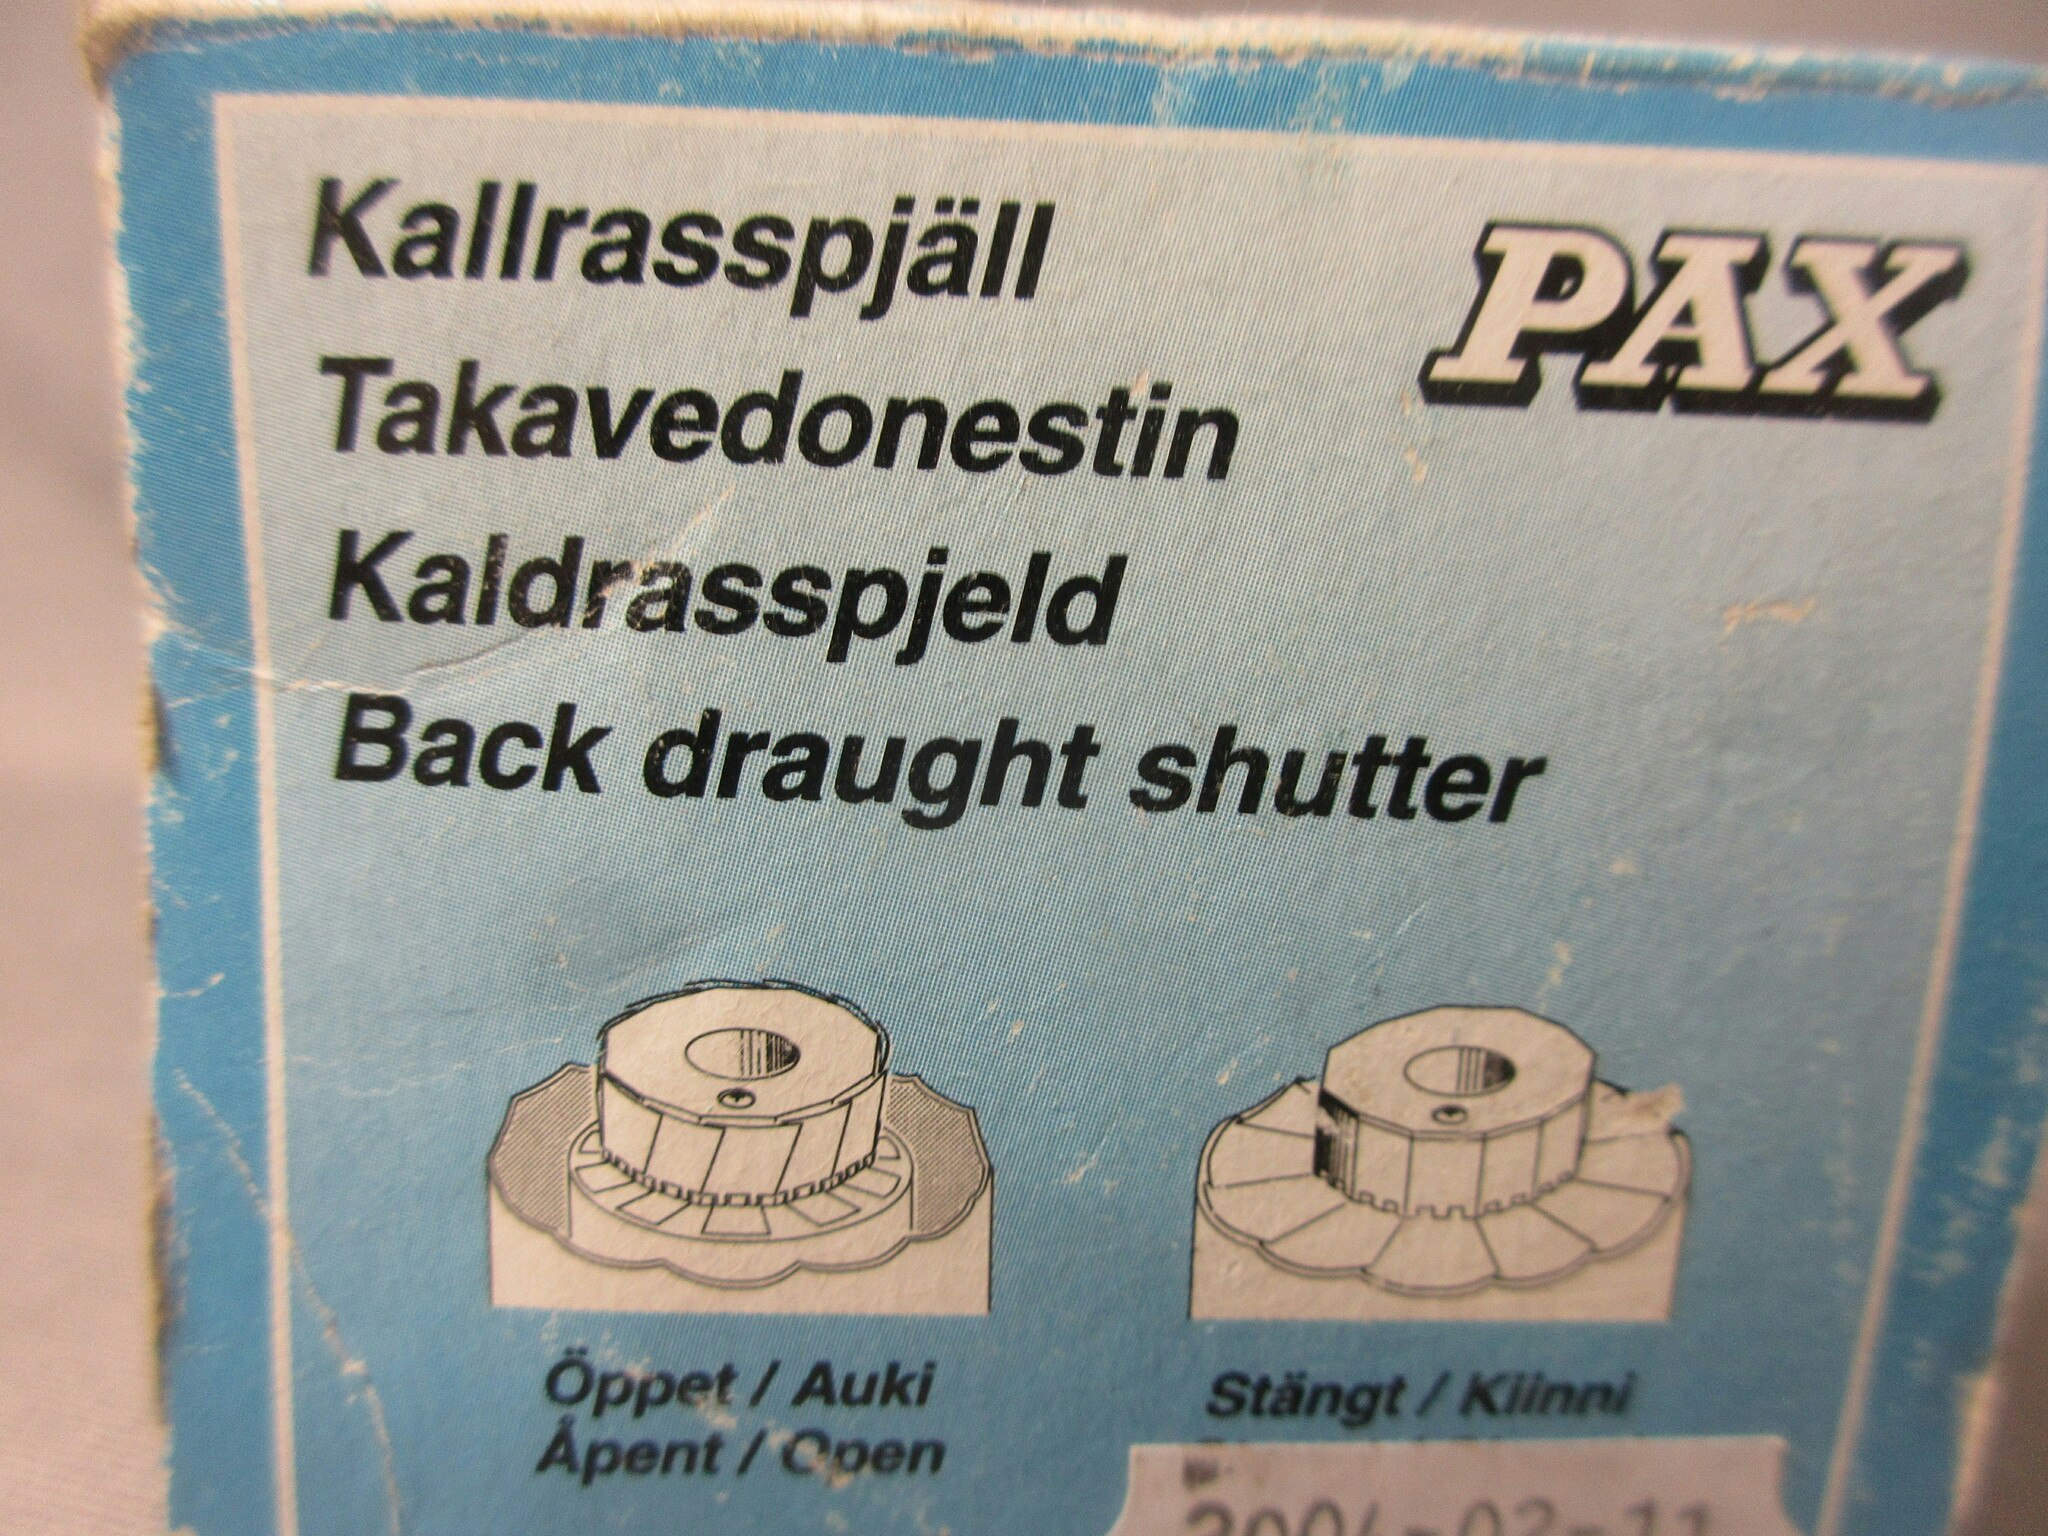 Kallrasspjäll
PAX
Takavedonestin
Kaldrasspjeld
Back draught shutter
Öppet / Auki
Åpent / Open
Stängt / Kiinni